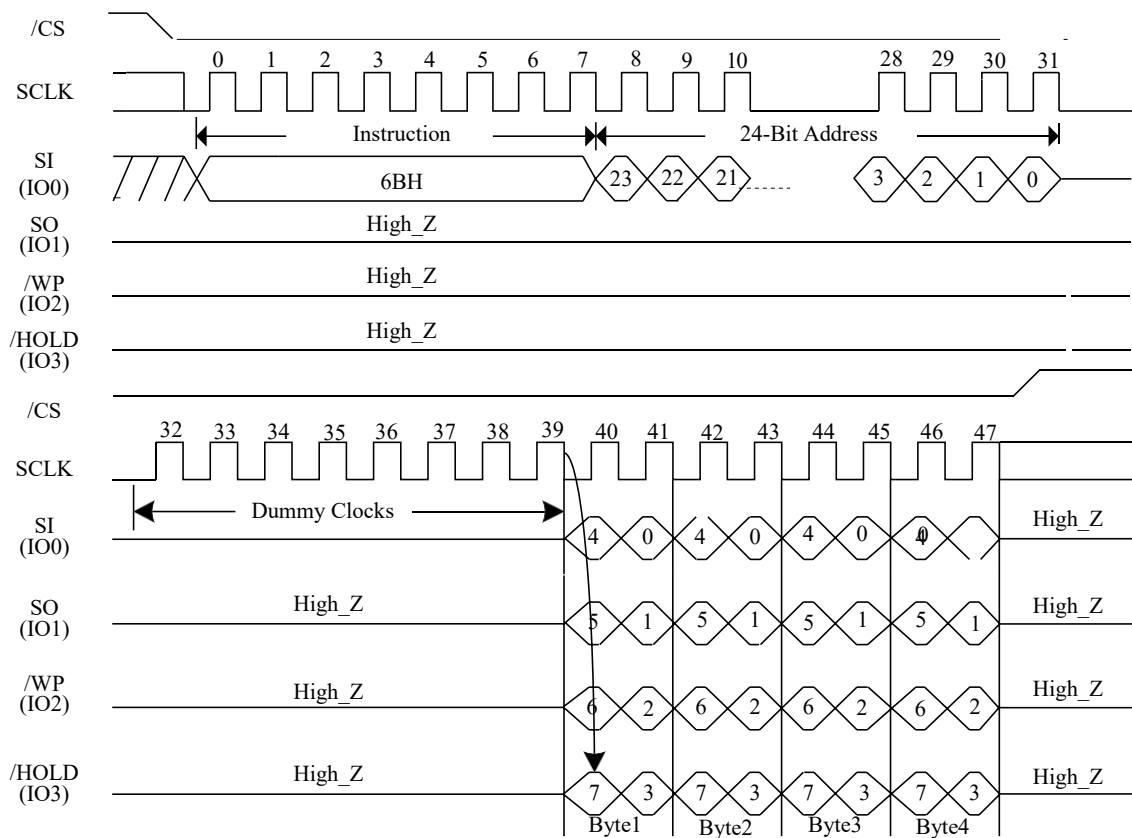 /CS
0 1 2 3 4 5 6 7 8 9 10 28 29 30 31
SCLK
Instruction 24-Bit Address
SI
(IO0)
6BH 23 22 21 3 2 1 0
SO
(IO1)
High_Z
/WP
(IO2)
High_Z
/HOLD
(IO3)
High_Z
/CS
32 33 34 35 36 37 38 39 40 41 42 43 44 45 46 47
SCLK
Dummy Clocks
SI
(IO0)
4 0 4 0 4 0 4 0 High_Z
SO
(IO1)
High_Z 5 1 5 1 5 1 5 1 High_Z
/WP
(IO2)
High_Z 6 2 6 2 6 2 6 2 High_Z
/HOLD
(IO3)
High_Z 7 3 7 3 7 3 7 3 High_Z
Byte1 Byte2 Byte3 Byte4